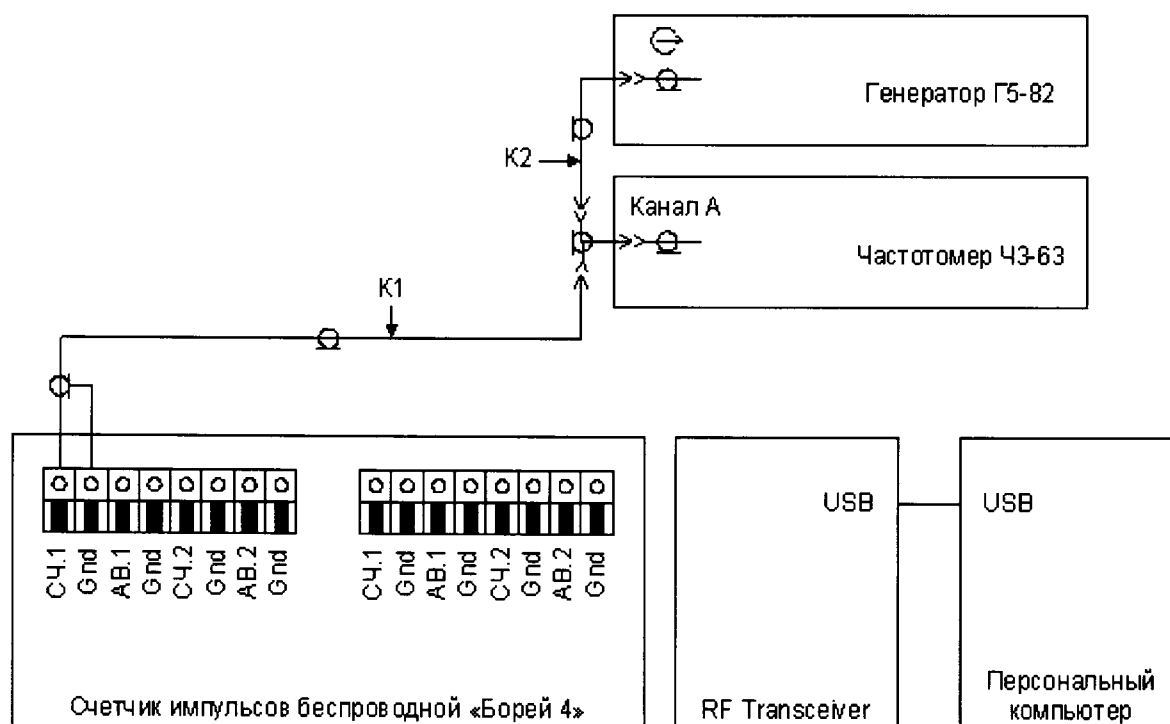 Генератор Г5-82
К2
Канал А
Частотомер ЧЗ-63
К1
USB
USB
СЧ.1 Gnd АВ.1 Gnd СЧ.2 Gnd АВ.2 Gnd
СЧ.1 Gnd АВ.1 Gnd СЧ.2 Gnd АВ.2 Gnd
Счетчик импульсов беспроводной «Борей 4»
RF Transceiver
Персональный
компьютер